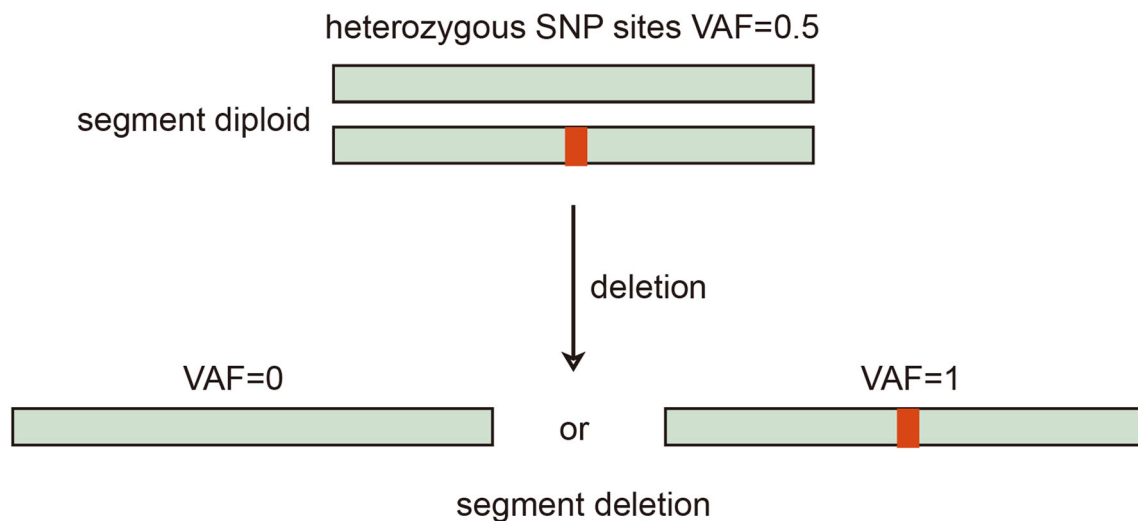 heterozygous SNP sites VAF=0.5
segment diploid
deletion
VAF=0
VAF=1
or
segment deletion